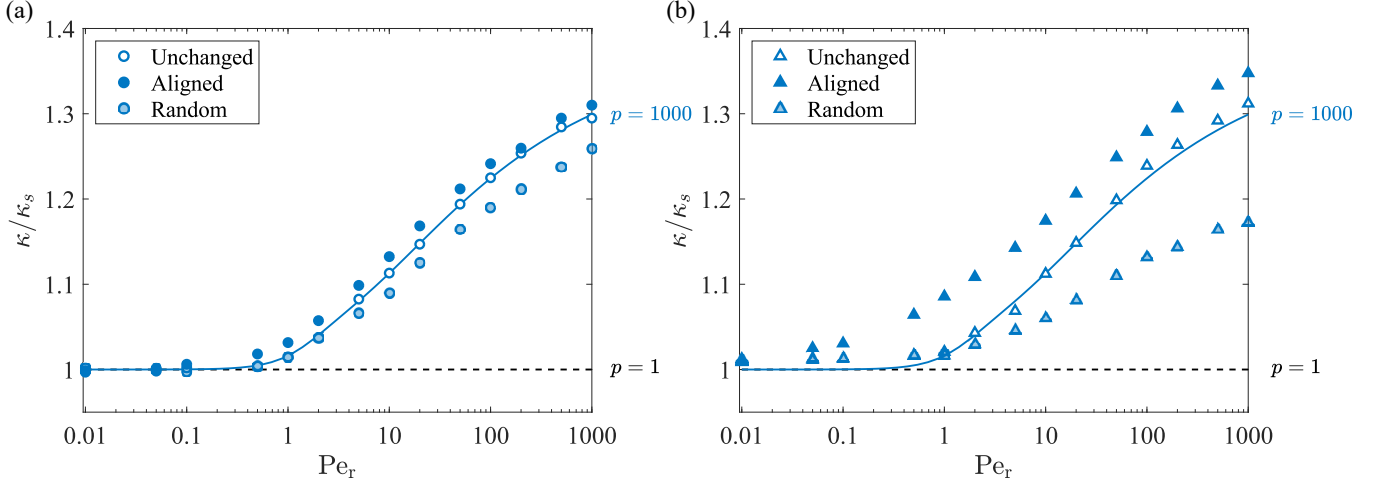 (a)
1.4
1.3
1.2
1.1
1
κ/κₛ
Unchanged
Aligned
Random
p = 1000
p = 1
0.01 0.1 1 10 100 1000
Peᵣ
(b)
1.4
1.3
1.2
1.1
1
κ/κₛ
Unchanged
Aligned
Random
p = 1000
p = 1
0.01 0.1 1 10 100 1000
Peᵣ